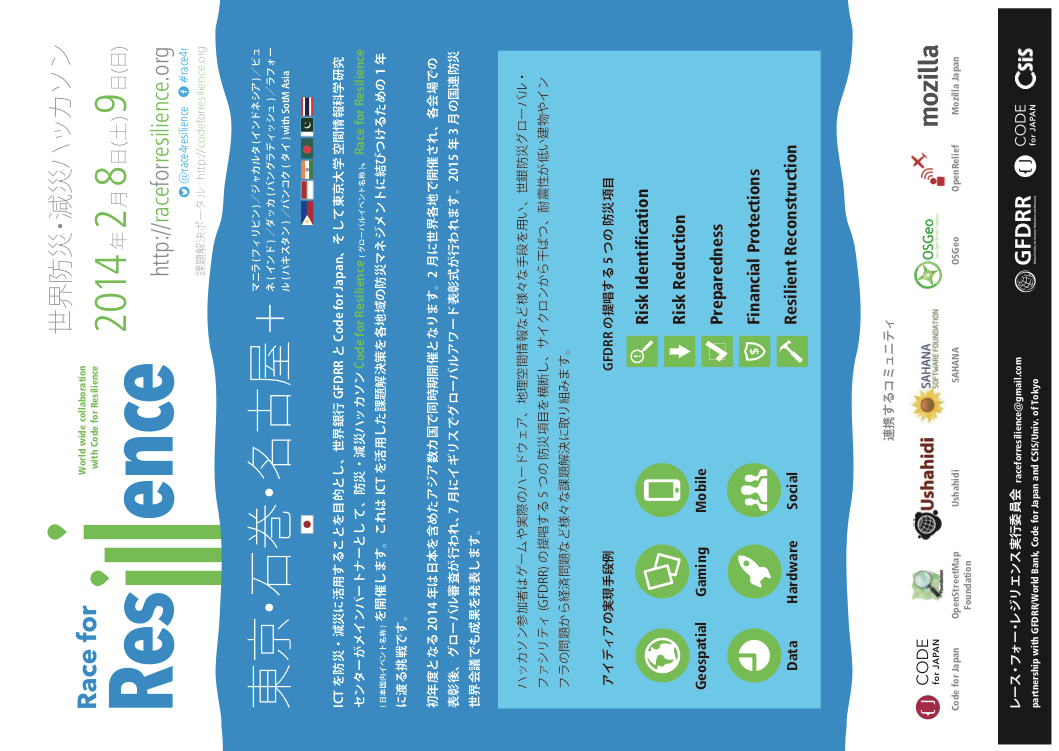 Race for
Resilience
World wide collaboration
with Code for Resilience
世界防災・減災ハッカソン
2014年2月8日(土)9日(日)
http://raceforresilience.org
@race4resilience #race4r
課題解決ポータル：http://codeforresilience.org
東京・石巻・名古屋＋
マニラ(フィリピン)／ジャカルタ(インドネシア)／ピュ
ネ(インド)／ダッカ(バングラディッシュ)／ラフォー
ル(パキスタン)／バンコク(タイ) with SotM Asia
ICTを防災・減災に活用することを目的とし、世界銀行 GFDRR と Code for Japan、そして東京大学 空間情報科学研究
センターがメインパートナーとして、防災・減災ハッカソン Code for Resilience (グローバルイベント名称)、Race for Resilience
(日本国内イベント名称)を開催します。これはICTを活用した課題解決策を各地域の防災マネジメントに結びつけるための1年
に渡る挑戦です。
初年度となる2014年は日本を含めたアジア数カ国で同時期開催となります。2月に世界各地で開催され、各会場での
表彰後、グローバル審査が行われ、7月にイギリスでグローバルアワード表彰式が行われます。2015年3月の国連防災
世界会議でも成果を発表します。
ハッカソン参加者はゲームや実際のハードウェア、地理空間情報など様々な手段を用い、世銀防災グローバル・
ファシリティ(GFDRR)の提唱する5つの防災項目を横断し、サイクロンから干ばつ、耐震性が低い建物やイン
フラの問題から経済問題など様々な課題解決に取り組みます。
アイディアの実現手段例
Geospatial
Gaming
Mobile
Data
Hardware
Social
GFDRRの提唱する5つの防災項目
Risk Identification
Risk Reduction
Preparedness
Financial Protections
Resilient Reconstruction
連携するコミュニティ
CODE
for JAPAN
Code for Japan
Foundation
OpenStreetMap
Foundation
Ushahidi
Ushahidi
SAHANA
SOFTWARE FOUNDATION
SAHANA
OSGeo
OSGeo
OpenRelief
mozilla
Mozilla Japan
レース・フォー・レジリエンス実行委員会 raceforresilience@gmail.com
partnership with GFDRR/World Bank, Code for Japan and CSIS/Univ. of Tokyo
GFDRR
CODE
for JAPAN
CSiS